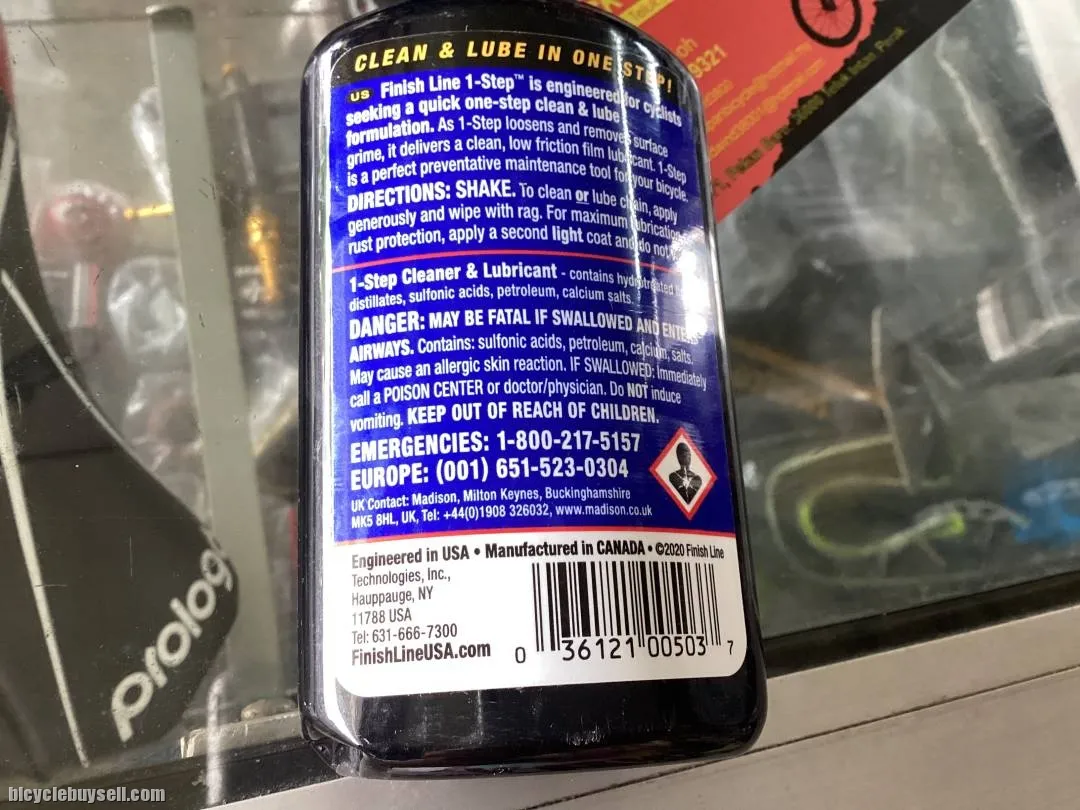 CLEAN & LUBE IN ONE STEP!
US Finish Line 1-Step™ is engineered for cyclists
seeking a quick one-step clean & lube
formulation. As 1-Step loosens and removes surface
grime, it delivers a clean, low friction film lubricant. 1-Step
is a perfect preventative maintenance tool for your bicycle.
DIRECTIONS: SHAKE. To clean or lube chain, apply
generously and wipe with rag. For maximum lubrication
rust protection, apply a second light coat and do not
1-Step Cleaner & Lubricant - contains hydrotreated
distillates, sulfonic acids, petroleum, calcium salts.
DANGER: MAY BE FATAL IF SWALLOWED AND ENTERS
AIRWAYS. Contains: sulfonic acids, petroleum, calcium, salts.
May cause an allergic skin reaction. IF SWALLOWED: Immediately
call a POISON CENTER or doctor/physician. Do NOT induce
vomiting. KEEP OUT OF REACH OF CHILDREN.
EMERGENCIES: 1-800-217-5157
EUROPE: (001) 651-523-0304
UK Contact: Madison, Milton Keynes, Buckinghamshire
MK5 8HL, UK, Tel: +44(0)1908 326032, www.madison.co.uk
Engineered in USA • Manufactured in CANADA • ©2020 Finish Line
Technologies, Inc.,
Hauppauge, NY
11788 USA
Tel: 631-666-7300
FinishLineUSA.com
0 36121 00503 7
prolog
9321
bicyclebuysell.com